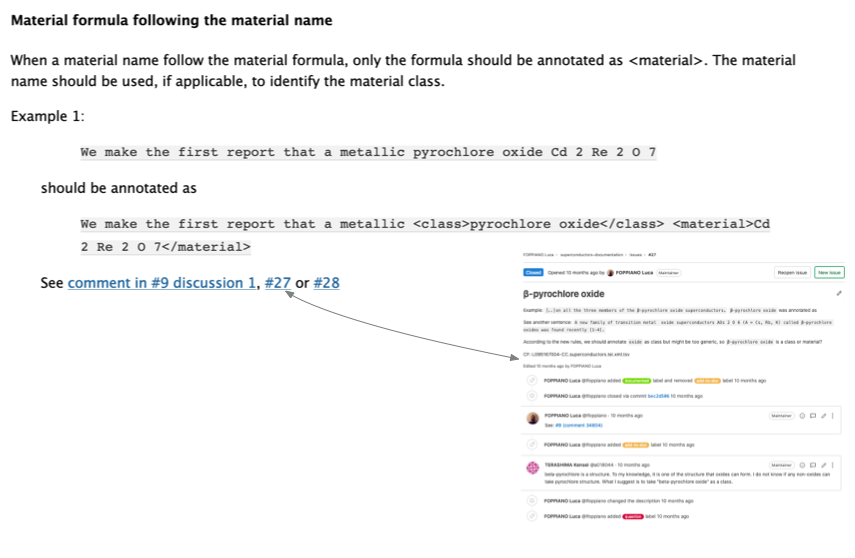 Material formula following the material name
When a material name follow the material formula, only the formula should be annotated as <material>. The material
name should be used, if applicable, to identify the material class.
Example 1:
We make the first report that a metallic pyrochlore oxide Cd 2 Re 2 O 7
should be annotated as
We make the first report that a metallic <class>pyrochlore oxide</class> <material>Cd
2 Re 2 O 7</material>
See comment in #9 discussion 1, #27 or #28
FOPPIANO Luca › superconductors-documentation › Issues › #27
Closed Opened 10 months ago by FOPPIANO Luca Maintainer Reopen issue New issue
β-pyrochlore oxide
Example: [..]on all the three members of the β-pyrochlore oxide superconductors. β-pyrochlore oxide was annotated as
See another sentence: A new family of transition metal oxide superconductors AOs 2 O 6 (A = Cs, Rb, K) called β-pyrochlore
oxides was found recently [1-4].
According to the new rules, we should annotate oxide as class but might be too generic, so β-pyrochlore oxide is a class or material?
Edited 10 months ago by FOPPIANO Luca
FOPPIANO Luca @lfoppiano added documented label and removed label 10 months ago
FOPPIANO Luca @lfoppiano closed via commit 10 months ago
FOPPIANO Luca @lfoppiano · 10 months ago Maintainer
See: #9 (comment
FOPPIANO Luca @lfoppiano added label 10 months ago
TERASHIMA Kensei · 10 months ago Maintainer
beta-pyrochlore is a structure. To my knowledge, it is one of the structure that oxides can form. I do not know if any non-oxides can
take pyrochlore structure. What I suggest is to take "beta-pyrochlore oxide" as a class.
FOPPIANO Luca @lfoppiano changed the description 10 months ago
FOPPIANO Luca @lfoppiano added question label 10 months ago